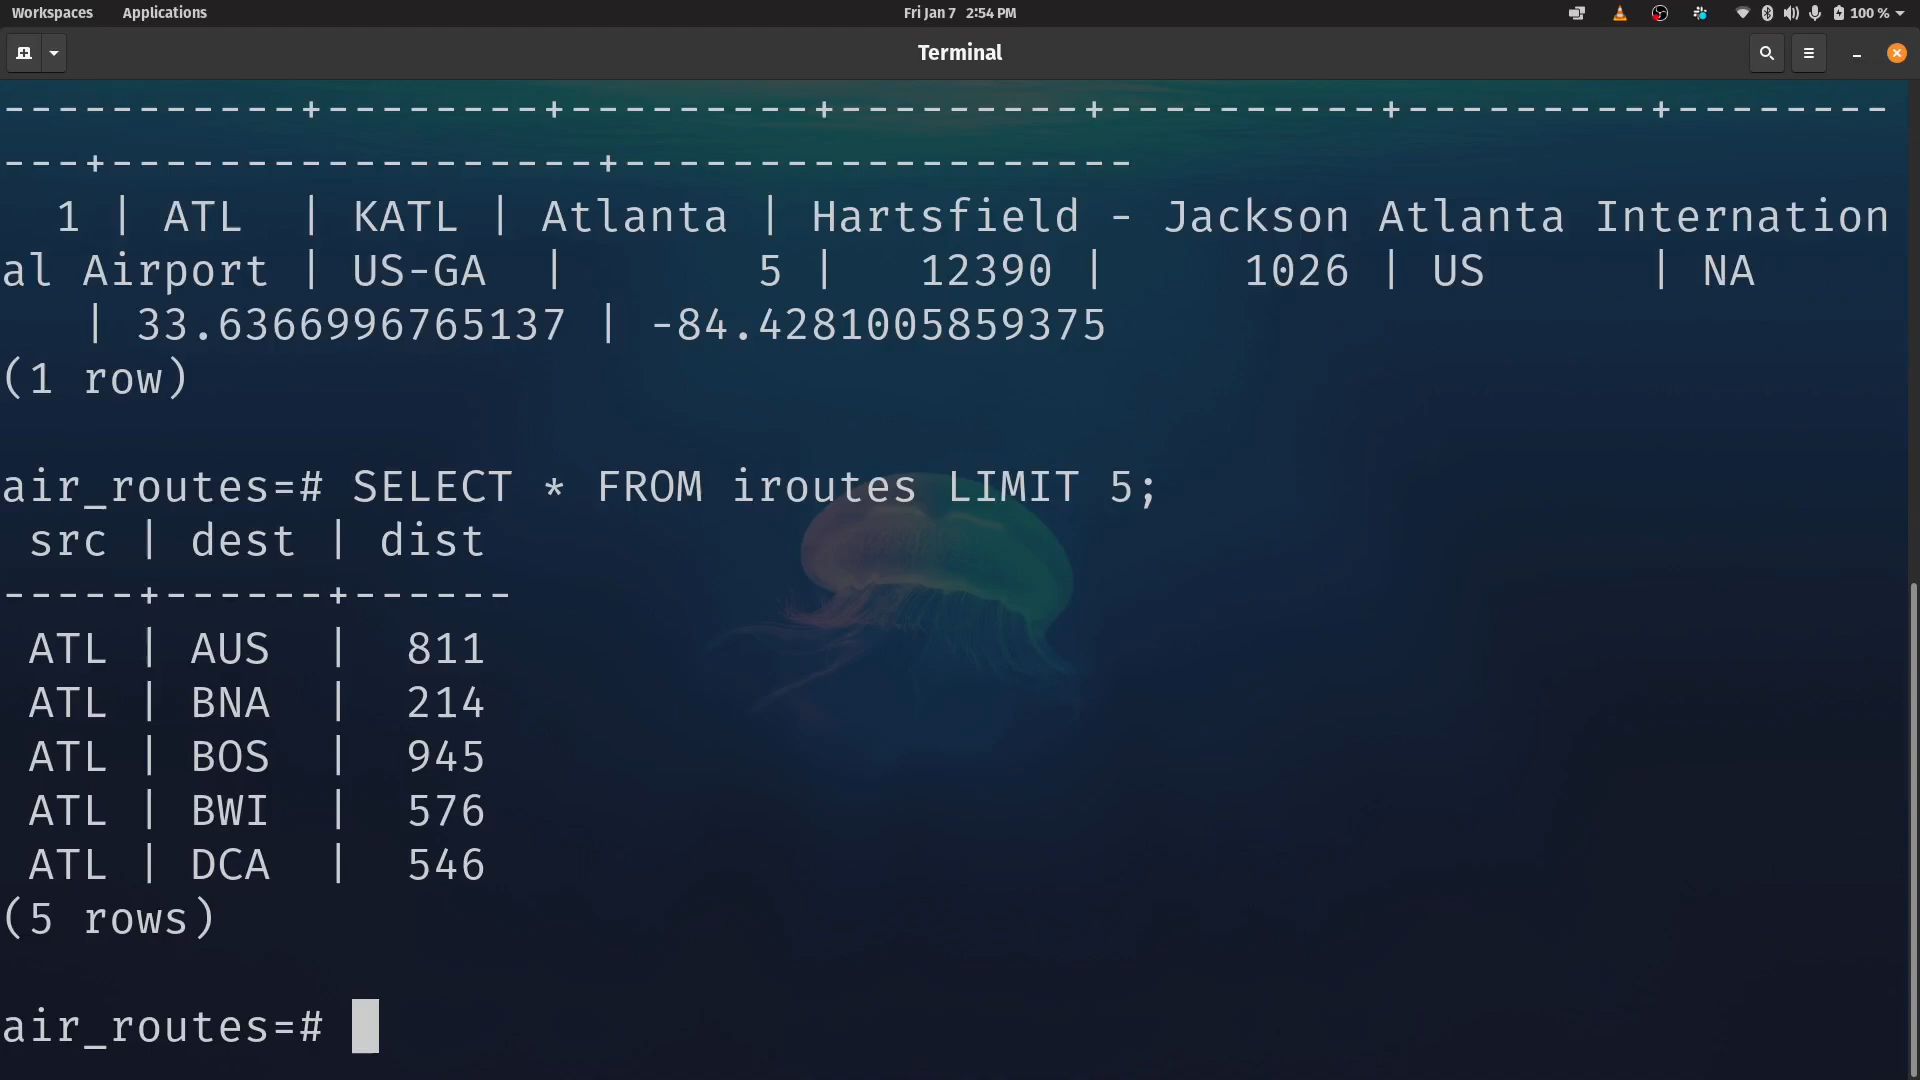 Workspaces Applications Fri Jan 7 2:54 PM 100 %
Terminal
-----------+--------+---------+---------+----------+---------+--------
---+------------------+-------------------
1 | ATL | KATL | Atlanta | Hartsfield - Jackson Atlanta Internation
al Airport | US-GA | 5 | 12390 | 1026 | US | NA
| 33.6366996765137 | -84.4281005859375
(1 row)
air_routes=# SELECT * FROM iroutes LIMIT 5;
src | dest | dist
-----+------+------
ATL | AUS | 811
ATL | BNA | 214
ATL | BOS | 945
ATL | BWI | 576
ATL | DCA | 546
(5 rows)
air_routes=#